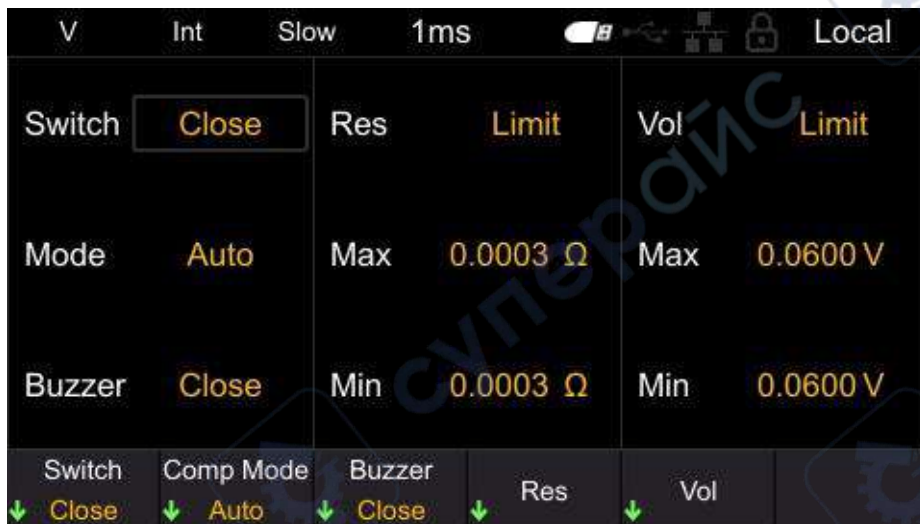 V Int Slow 1ms Local
Switch Close Res Limit Vol Limit
Mode Auto Max 0.0003 Ω Max 0.0600 V
Buzzer Close Min 0.0003 Ω Min 0.0600 V
Switch Comp Mode Buzzer Res Vol
Close Auto Close
суперайс